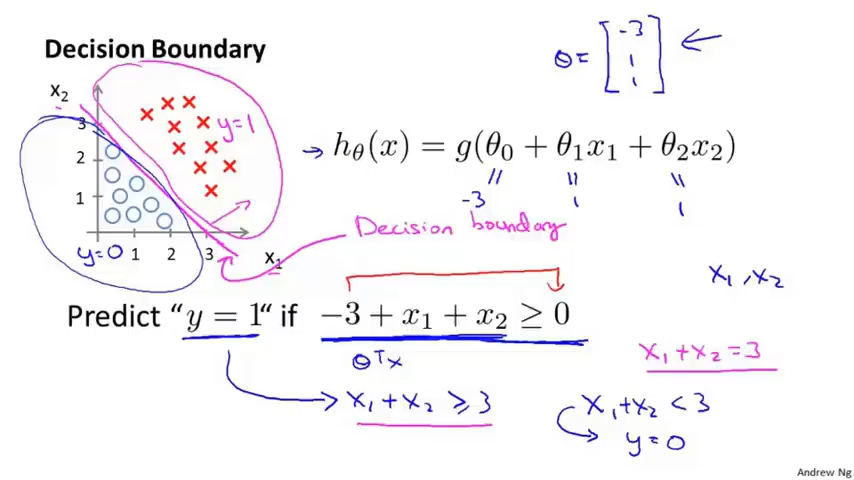 Decision Boundary
θ = [-3 1 1]
x₂
3
2
1
y=1
y=0
1 2 3
x₁
h_θ(x) = g(θ₀ + θ₁x₁ + θ₂x₂)
" " "
-3 1 1
Decision boundary
x₁, x₂
Predict "y = 1" if -3 + x₁ + x₂ ≥ 0
θᵀx
x₁+x₂=3
x₁+x₂ ≥ 3
x₁+x₂ < 3
y=0
Andrew Ng